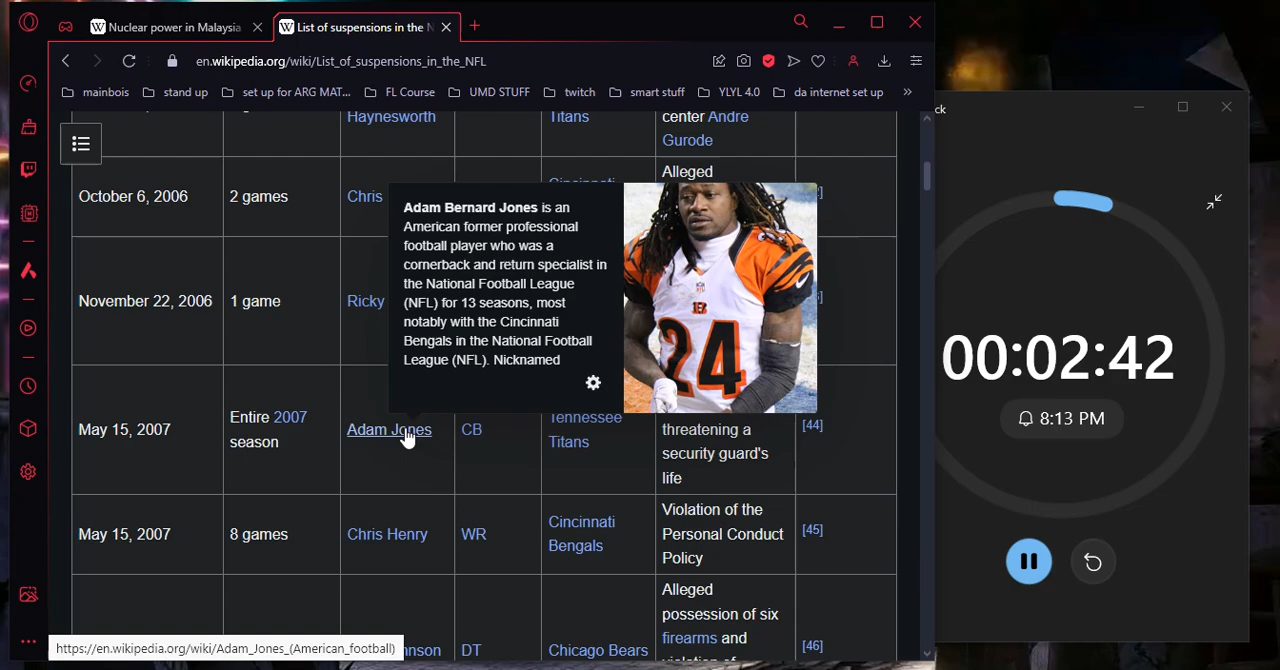 Nuclear power in Malaysia
List of suspensions in the N
en.wikipedia.org/wiki/List_of_suspensions_in_the_NFL
mainbois
stand up
set up for ARG MAT...
FL Course
UMD STUFF
twitch
smart stuff
YLYL 4.0
da internet set up
»
Haynesworth
Titans
center Andre
Gurode
October 6, 2006
2 games
Chris
Alleged
Adam Bernard Jones is an
American former professional
football player who was a
cornerback and return specialist in
the National Football League
(NFL) for 13 seasons, most
notably with the Cincinnati
Bengals in the National Football
League (NFL). Nicknamed
24
November 22, 2006
1 game
Ricky
May 15, 2007
Entire 2007
season
Adam Jones
CB
Tennessee
Titans
threatening a
security guard's
life
[44]
May 15, 2007
8 games
Chris Henry
WR
Cincinnati
Bengals
Violation of the
Personal Conduct
Policy
[45]
nnson
DT
Chicago Bears
Alleged
possession of six
firearms and
[46]
https://en.wikipedia.org/wiki/Adam_Jones_(American_football)
ck
00:02:42
8:13 PM